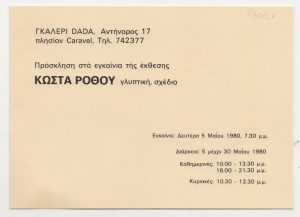 ΓΚΑΛΕΡΙ DADA, Αντήνορος 17
πλησίον Caravel, Τηλ. 742377
Πρόσκληση στά εγκαίνια τής έκθεσης
ΚΩΣΤΑ ΡΟΘΟΥ γλυπτική, σχέδιο
Εγκαίνια: Δευτέρα 5 Μαΐου 1980, 7.30 μ.μ.
Διάρκεια: 5 μέχρι 30 Μαΐου 1980
Καθημερινές: 10.00 - 13.30 μ.μ.
18.00 - 21.30 μ.μ.
Κυριακές: 10.30 - 13.30 μ.μ.